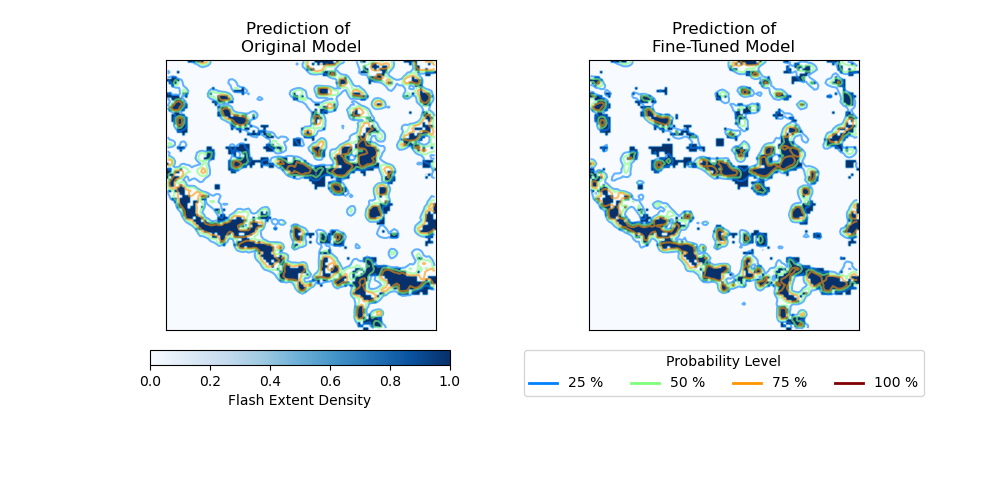 Prediction of
Original Model
Prediction of
Fine-Tuned Model
0.0 0.2 0.4 0.6 0.8 1.0
Flash Extent Density
Probability Level
25 % 50 % 75 % 100 %